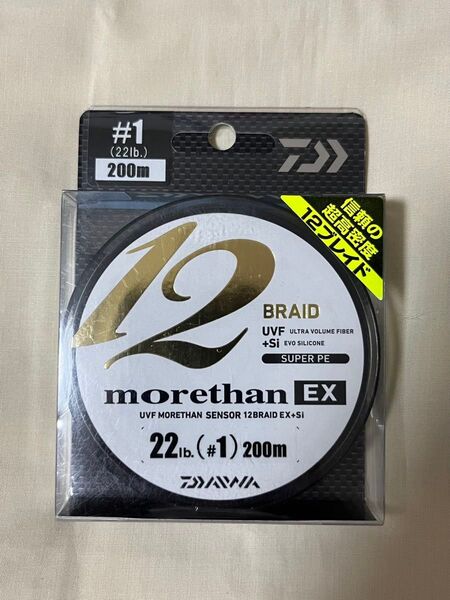 #1
(22lb.)
200m
信頼の
超高密度
12ブレイド
12
BRAID
UVF ULTRA VOLUME FIBER
+Si EVO SILICONE
SUPER PE
morethan EX
UVF MORETHAN SENSOR 12BRAID EX+Si
22lb.(#1)200m
DAIWA